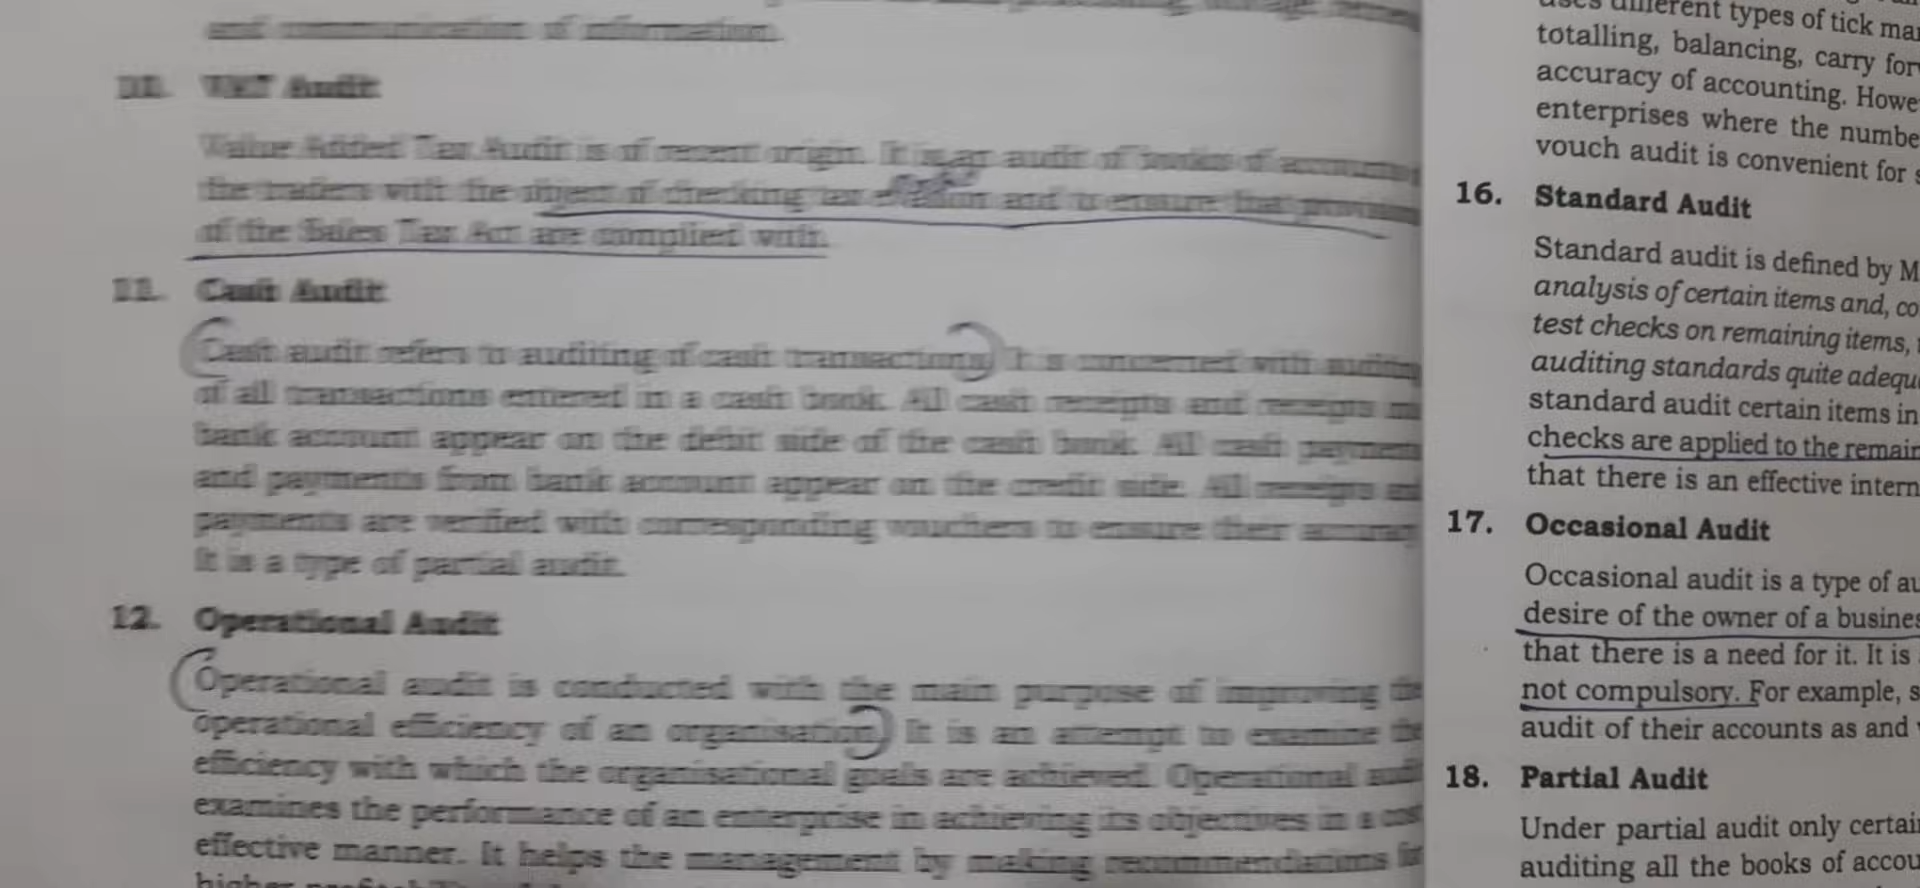 and communication of information.
10. VAT Audit
Value Added Tax Audit is of recent origin. It is an audit of books of accounts
the traders with the object of checking tax evasion and to ensure that provisions
of the Sales Tax Act are complied with.
11. Cash Audit
Cash audit refers to auditing of cash transactions. It is concerned with auditing
of all transactions entered in a cash book. All cash receipts and receipts
bank account appear on the debit side of the cash book. All cash payments
and payments from bank account appear on the credit side. All receipts and
payments are verified with corresponding vouchers to ensure their accuracy.
It is a type of partial audit.
12. Operational Audit
Operational audit is conducted with the main purpose of improving the
operational efficiency of an organisation. It is an attempt to examine the
efficiency with which the organisational goals are achieved. Operational audit
examines the performance of an enterprise in achieving its objectives in a cost
effective manner. It helps the management by making recommendations for
higher
uses different types of tick mar
totalling, balancing, carry forw
accuracy of accounting. Howe
enterprises where the numbe
vouch audit is convenient for s
16. Standard Audit
Standard audit is defined by M
analysis of certain items and, co
test checks on remaining items,
auditing standards quite adequ
standard audit certain items in
checks are applied to the remain
that there is an effective intern
17. Occasional Audit
Occasional audit is a type of au
desire of the owner of a busines
that there is a need for it. It is
not compulsory. For example, s
audit of their accounts as and
18. Partial Audit
Under partial audit only certain
auditing all the books of accou